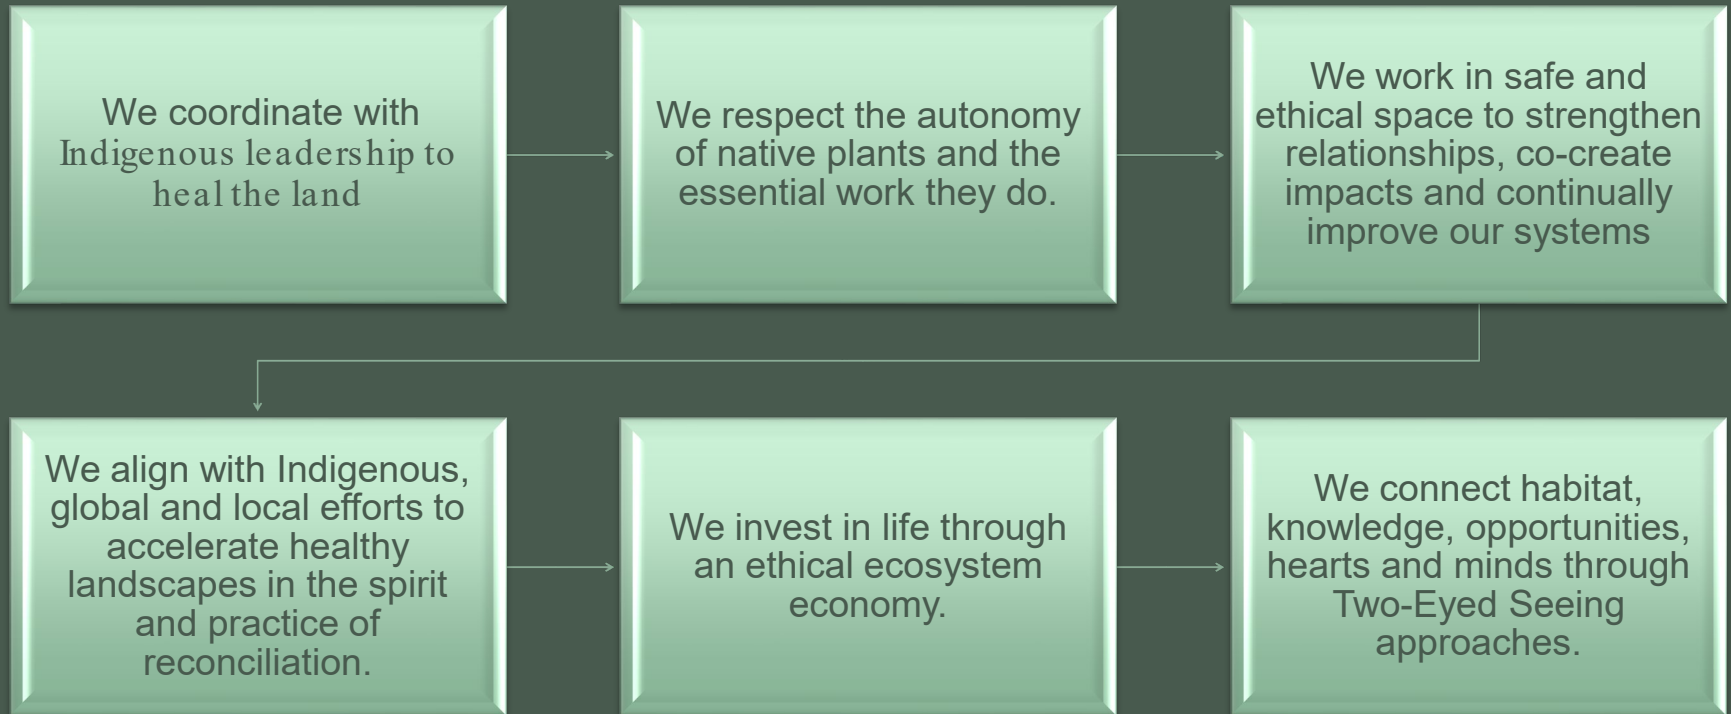 We coordinate with
Indigenous leadership to
heal the land
We respect the autonomy
of native plants and the
essential work they do.
We work in safe and
ethical space to strengthen
relationships, co-create
impacts and continually
improve our systems
We align with Indigenous,
global and local efforts to
accelerate healthy
landscapes in the spirit
and practice of
reconciliation.
We invest in life through
an ethical ecosystem
economy.
We connect habitat,
knowledge, opportunities,
hearts and minds through
Two-Eyed Seeing
approaches.